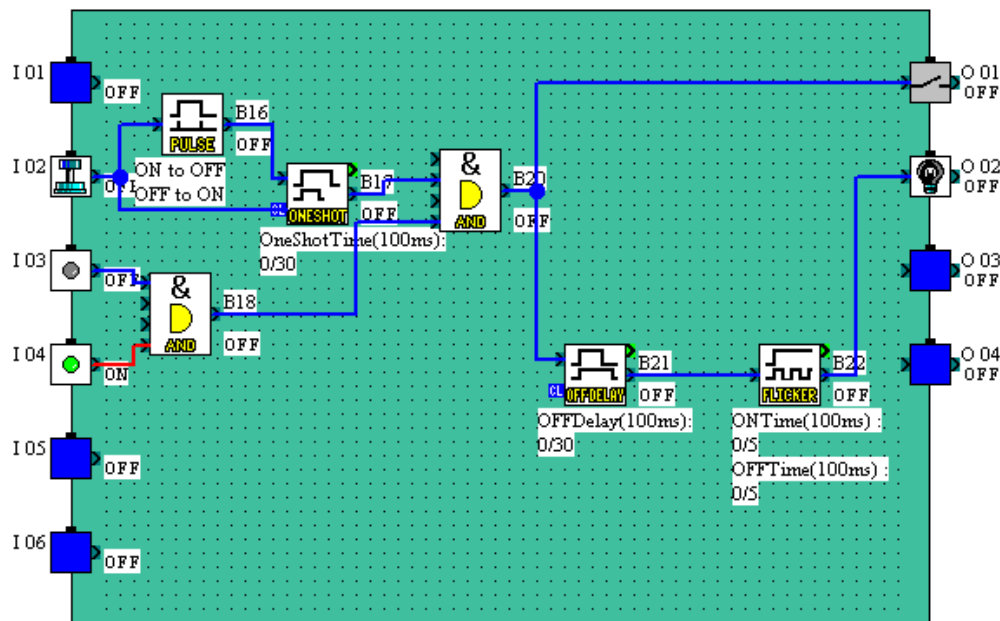 I 01
OFF
I 02
PULSE
B16
OFF
ON to OFF
OFF to ON
CL
ONESHOT
B17
OFF
OneShotTime(100ms):
0/30
&
AND
B20
OFF
I 03
OFF
&
AND
B18
OFF
I 04
ON
I 05
OFF
I 06
OFF
CL
OFFDELAY
B21
OFF
OFFDelay(100ms):
0/30
FLICKER
B22
OFF
ONTime(100ms) :
0/5
OFFTime(100ms) :
0/5
O 01
OFF
O 02
OFF
O 03
OFF
O 04
OFF